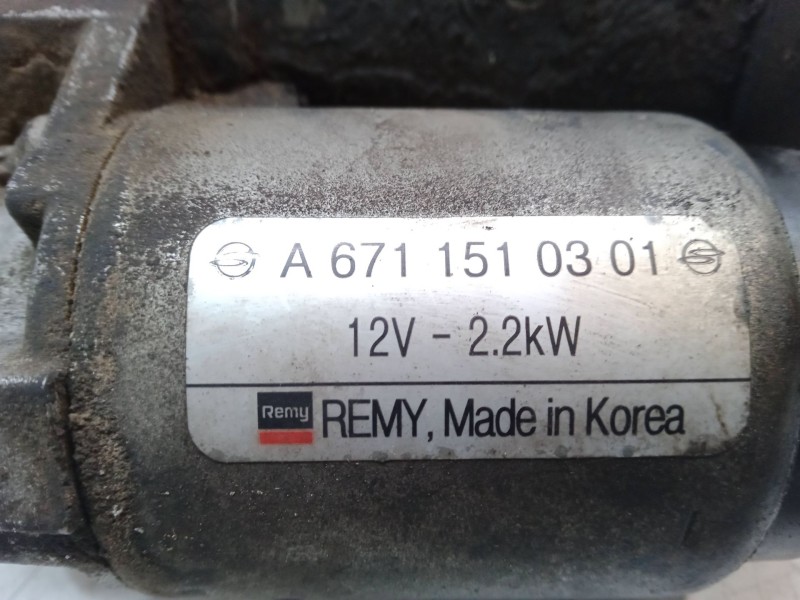 A 671 151 03 01
12V - 2.2kW
Remy REMY, Made in Korea